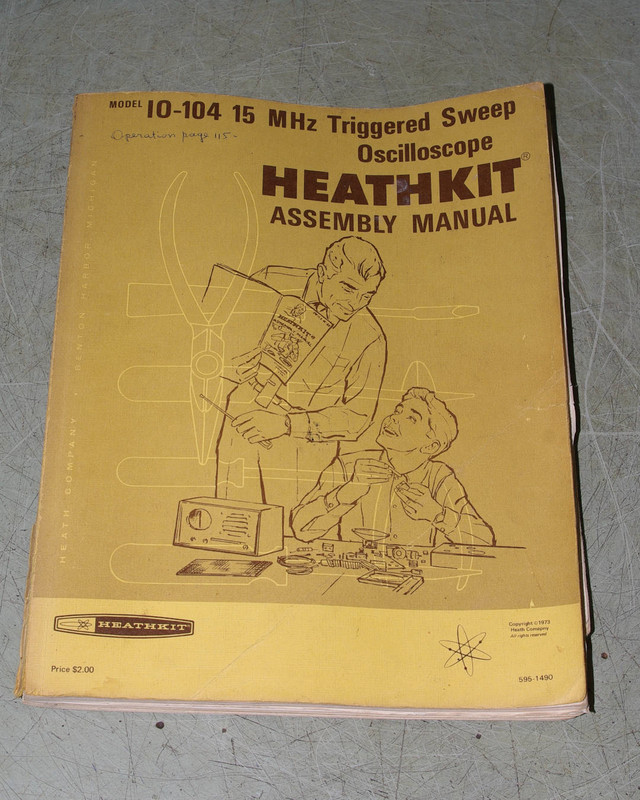 MODEL IO-104 15 MHz Triggered Sweep
Oscilloscope
Operation page 115-
HEATHKIT®
ASSEMBLY MANUAL
HEATHKIT
HEATH COMPANY BENTON HARBOR MICHIGAN
HEATHKIT
Price $2.00
Copyright © 1973
Heath Company
All rights reserved
595-1490